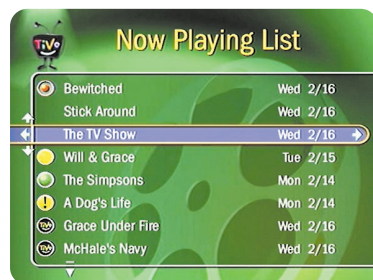 TiVo
Now Playing List
Bewitched Wed 2/16
Stick Around Wed 2/16
The TV Show Wed 2/16
Will & Grace Tue 2/15
The Simpsons Mon 2/14
! A Dog's Life Mon 2/14
TiVo Grace Under Fire Wed 2/16
TiVo McHale's Navy Wed 2/16